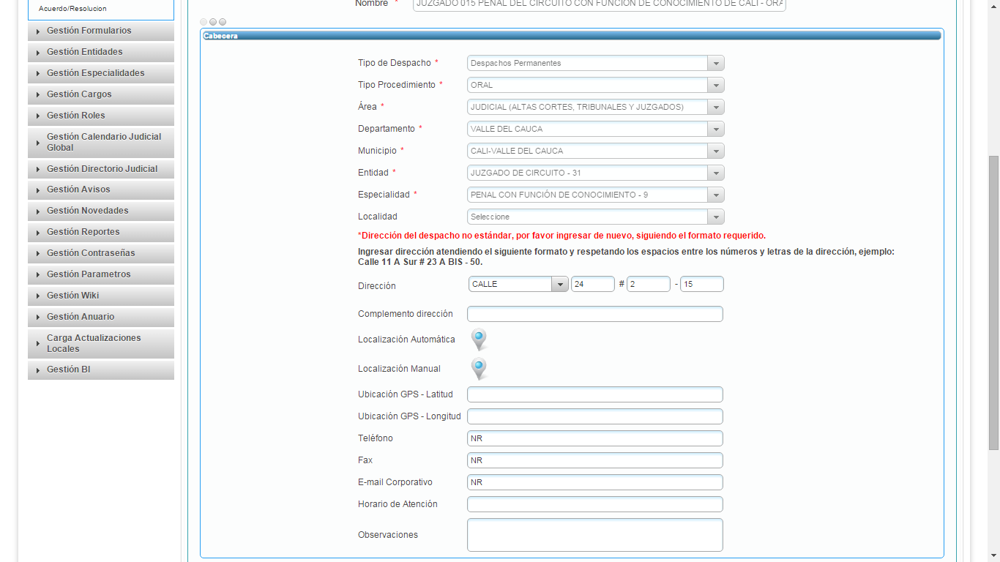 Acuerdo/Resolucion
Gestión Formularios
Gestión Entidades
Gestión Especialidades
Gestión Cargos
Gestión Roles
Gestión Calendario Judicial
Global
Gestión Directorio Judicial
Gestión Avisos
Gestión Novedades
Gestión Reportes
Gestión Contraseñas
Gestión Parametros
Gestión Wiki
Gestión Anuario
Carga Actualizaciones
Locales
Gestión BI
Nombre * JUZGADO 015 PENAL DEL CIRCUITO CON FUNCIÓN DE CONOCIMIENTO DE CALI - ORA
Cabecera
Tipo de Despacho * Despachos Permanentes
Tipo Procedimiento * ORAL
Área * JUDICIAL (ALTAS CORTES, TRIBUNALES Y JUZGADOS)
Departamento * VALLE DEL CAUCA
Municipio * CALI-VALLE DEL CAUCA
Entidad * JUZGADO DE CIRCUITO - 31
Especialidad * PENAL CON FUNCIÓN DE CONOCIMIENTO - 9
Localidad Seleccione
*Dirección del despacho no estándar, por favor ingresar de nuevo, siguiendo el formato requerido.
Ingresar dirección atendiendo el siguiente formato y respetando los espacios entre los números y letras de la dirección, ejemplo:
Calle 11 A Sur # 23 A BIS - 50.
Dirección CALLE 24 # 2 - 15
Complemento dirección
Localización Automática
Localización Manual
Ubicación GPS - Latitud
Ubicación GPS - Longitud
Teléfono NR
Fax NR
E-mail Corporativo NR
Horario de Atención
Observaciones